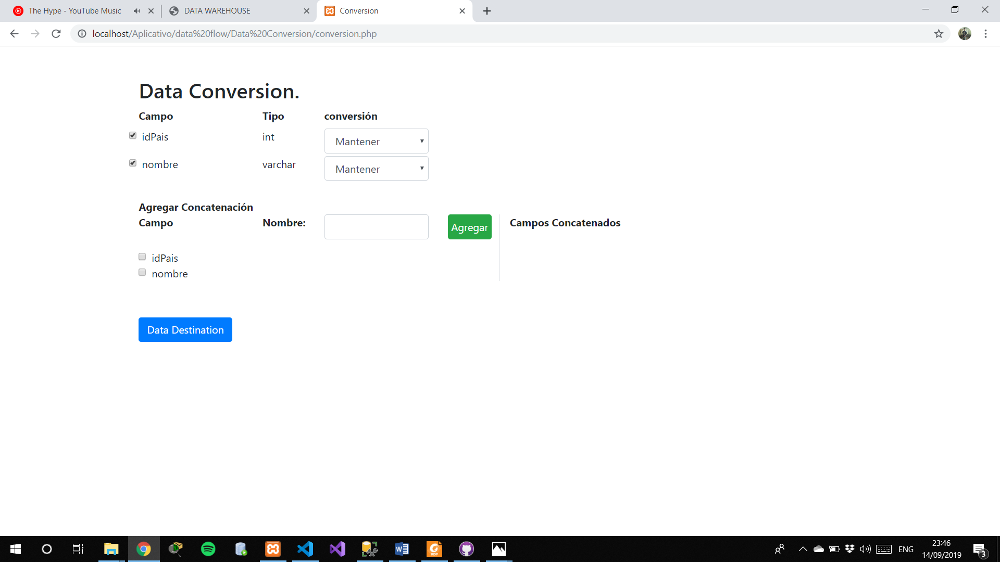 The Hype - YouTube Music
DATA WAREHOUSE
Conversion
localhost/Aplicativo/data%20flow/Data%20Conversion/conversion.php
Data Conversion.
Campo Tipo conversión
idPais int Mantener
nombre varchar Mantener
Agregar Concatenación
Campo Nombre: Agregar Campos Concatenados
idPais
nombre
Data Destination
PDF
ENG
23:46
14/09/2019
3